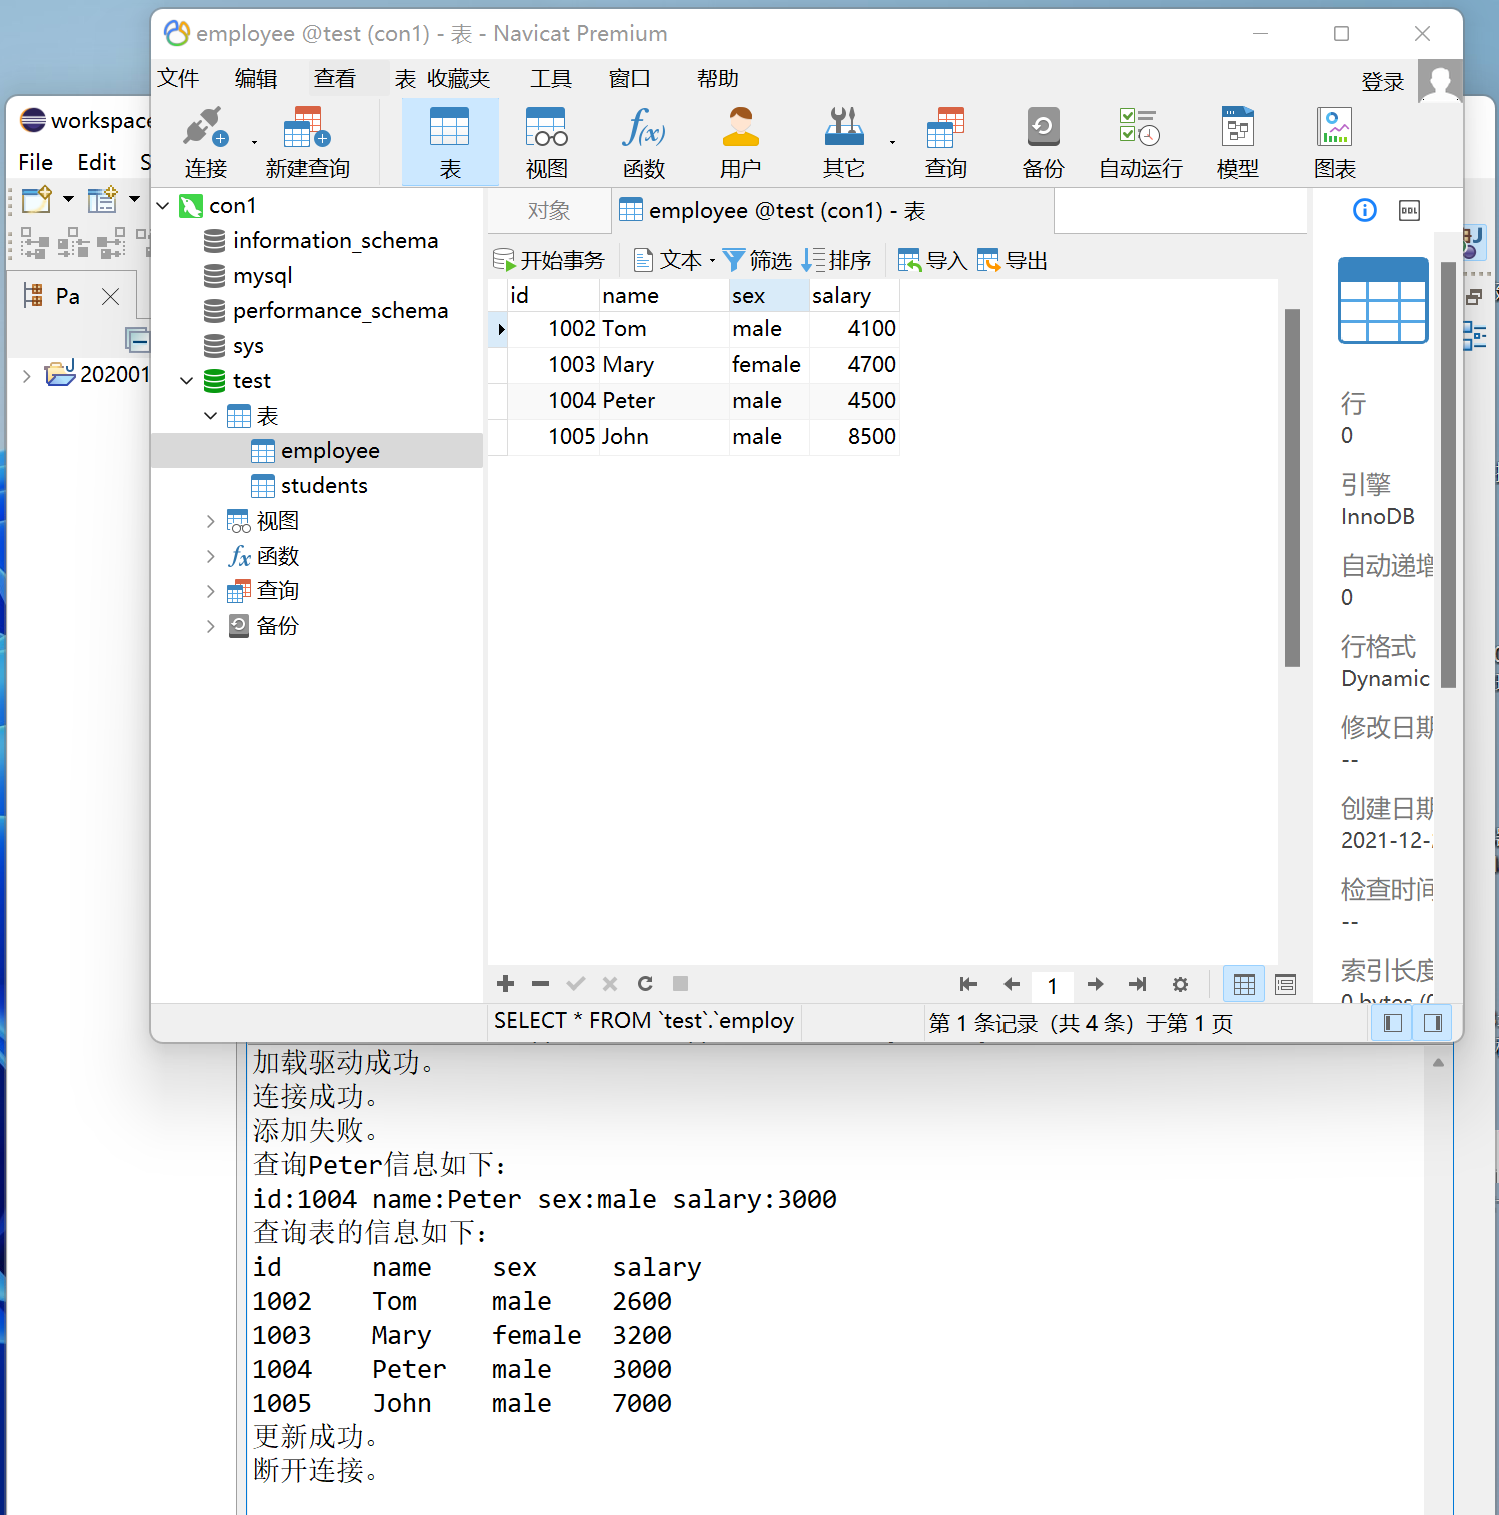 employee @test (con1) - 表 - Navicat Premium
文件 编辑 查看 表 收藏夹 工具 窗口 帮助 登录
连接 新建查询 表 视图 函数 用户 其它 查询 备份 自动运行 模型 图表
workspace
File Edit S
Pa
202001
con1
information_schema
mysql
performance_schema
sys
test
表
employee
students
视图
函数
查询
备份
对象 employee @test (con1) - 表
开始事务 文本 筛选 排序 导入 导出
id name sex salary
1002 Tom male 4100
1003 Mary female 4700
1004 Peter male 4500
1005 John male 8500
DDL
行
0
引擎
InnoDB
自动递增
0
行格式
Dynamic
修改日期
--
创建日期
2021-12-
检查时间
--
索引长度
0 bytes (0
1
SELECT * FROM `test`.`employ
第 1 条记录（共 4 条）于第 1 页
加载驱动成功。
连接成功。
添加失败。
查询Peter信息如下：
id:1004 name:Peter sex:male salary:3000
查询表的信息如下：
id name sex salary
1002 Tom male 2600
1003 Mary female 3200
1004 Peter male 3000
1005 John male 7000
更新成功。
断开连接。